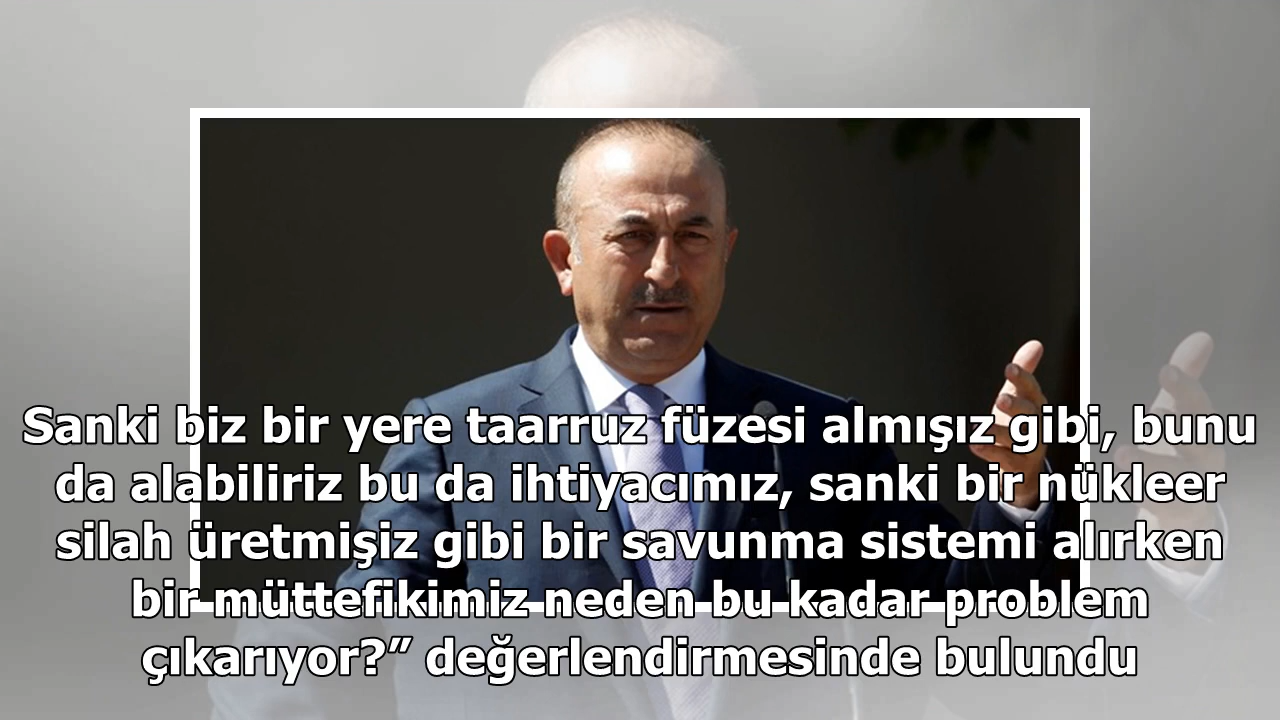 Sanki biz bir yere taarruz füzesi almışız gibi, bunu
da alabiliriz bu da ihtiyacımız, sanki bir nükleer
silah üretmişiz gibi bir savunma sistemi alırken
bir müttefikimiz neden bu kadar problem
çıkarıyor?” değerlendirmesinde bulundu